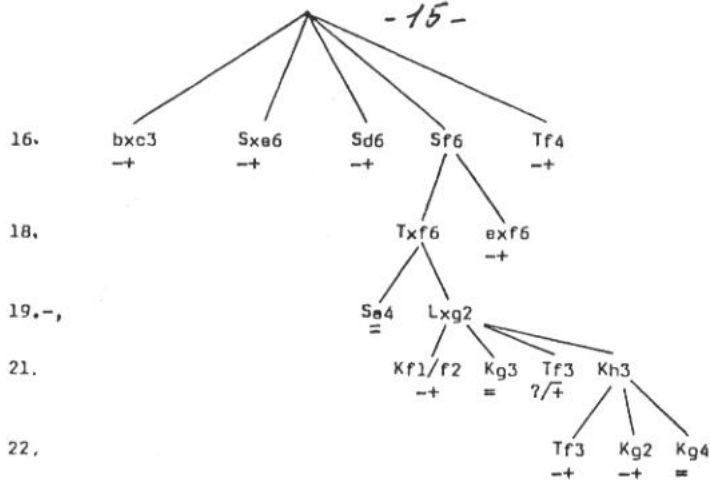 -15-
16. bxc3 Sxe6 Sd6 Sf6 Tf4
-+ -+ -+ -+
18. Txf6 exf6
-+
19.-, Se4 Lxg2
=
21. Kf1/f2 Kg3 Tf3 Kh3
-+ = ?/∓
22. Tf3 Kg2 Kg4
-+ -+ =